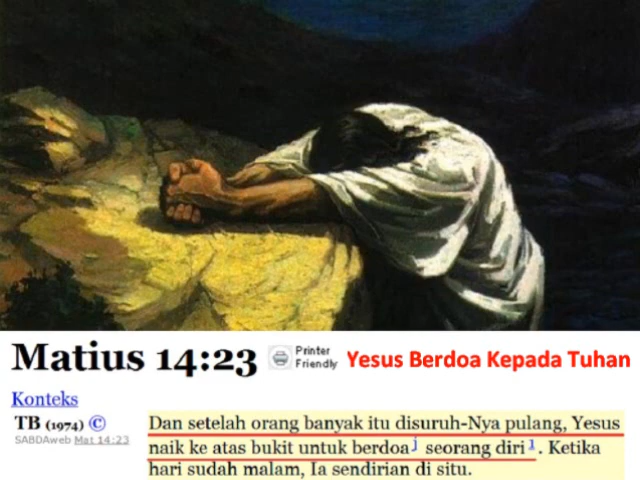 Matius 14:23 Printer Friendly Yesus Berdoa Kepada Tuhan
Konteks
TB (1974) ©
SABDAweb Mat 14:23
Dan setelah orang banyak itu disuruh-Nya pulang, Yesus
naik ke atas bukit untuk berdoa j seorang diri 1 . Ketika
hari sudah malam, Ia sendirian di situ.